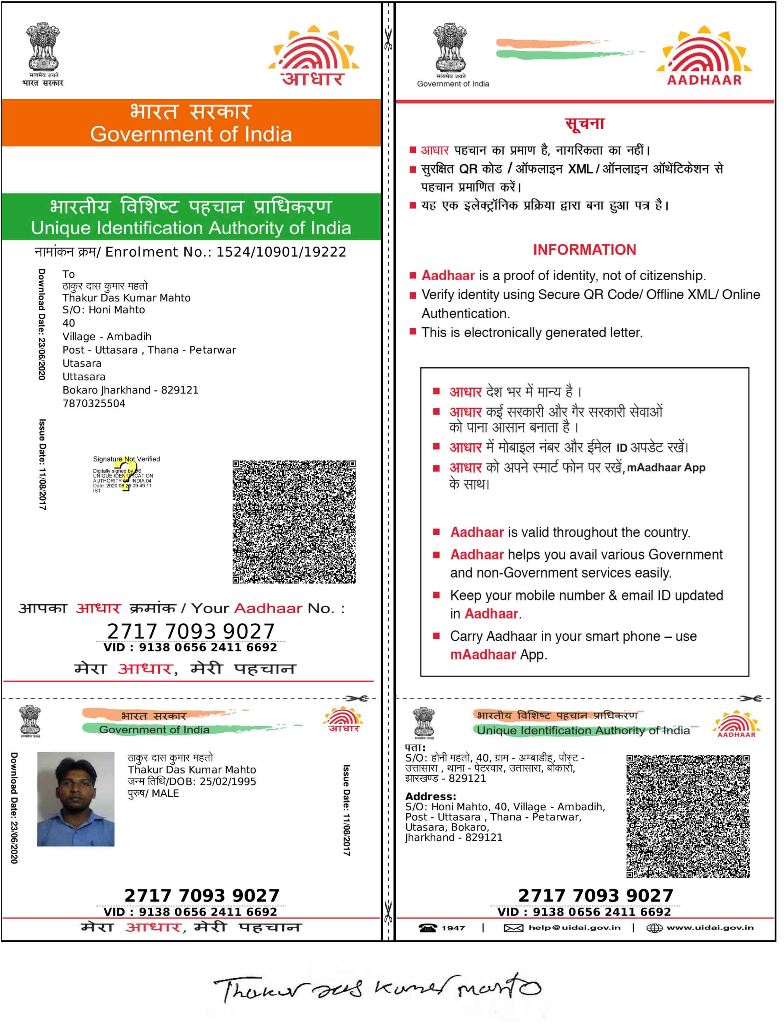 सत्यमेव जयते
भारत सरकार
आधार
भारत सरकार
Government of India
भारतीय विशिष्ट पहचान प्राधिकरण
Unique Identification Authority of India
नामांकन क्रम/ Enrolment No.: 1524/10901/19222
Download Date: 23/06/2020
Issue Date: 11/08/2017
To
ठाकुर दास कुमार महतो
Thakur Das Kumar Mahto
S/O: Honi Mahto
40
Village - Ambadih
Post - Uttasara , Thana - Petarwar
Utasara
Uttasara
Bokaro Jharkhand - 829121
7870325504
Signature Not Verified
आपका आधार क्रमांक / Your Aadhaar No. :
2717 7093 9027
VID : 9138 0656 2411 6692
मेरा आधार, मेरी पहचान
Government of India
AADHAAR
सूचना
आधार पहचान का प्रमाण है, नागरिकता का नहीं।
सुरक्षित QR कोड / ऑफलाइन XML / ऑनलाइन ऑथेंटिकेशन से
पहचान प्रमाणित करें।
यह एक इलेक्ट्रॉनिक प्रक्रिया द्वारा बना हुआ पत्र है।
INFORMATION
Aadhaar is a proof of identity, not of citizenship.
Verify identity using Secure QR Code/ Offline XML/ Online
Authentication.
This is electronically generated letter.
आधार देश भर में मान्य है ।
आधार कई सरकारी और गैर सरकारी सेवाओं
को पाना आसान बनाता है ।
आधार में मोबाइल नंबर और ईमेल ID अपडेट रखें।
आधार को अपने स्मार्ट फोन पर रखें, mAadhaar App
के साथ।
Aadhaar is valid throughout the country.
Aadhaar helps you avail various Government
and non-Government services easily.
Keep your mobile number & email ID updated
in Aadhaar.
Carry Aadhaar in your smart phone – use
mAadhaar App.
भारत सरकार
Government of India
आधार
Download Date: 23/06/2020
ठाकुर दास कुमार महतो
Thakur Das Kumar Mahto
जन्म तिथि/DOB: 25/02/1995
पुरुष/ MALE
Issue Date: 11/08/2017
2717 7093 9027
VID : 9138 0656 2411 6692
मेरा आधार, मेरी पहचान
भारतीय विशिष्ट पहचान प्राधिकरण
Unique Identification Authority of India
AADHAAR
पता:
S/O: होनी महतो, 40, ग्राम - अम्बाडीह, पोस्ट -
उत्तासारा , थाना - पेटरवार, उत्तासारा, बोकारो,
झारखण्ड - 829121
Address:
S/O: Honi Mahto, 40, Village - Ambadih,
Post - Uttasara , Thana - Petarwar,
Utasara, Bokaro,
Jharkhand - 829121
2717 7093 9027
VID : 9138 0656 2411 6692
1947 | help@uidai.gov.in | www.uidai.gov.in
Thakur das Kumar mahto